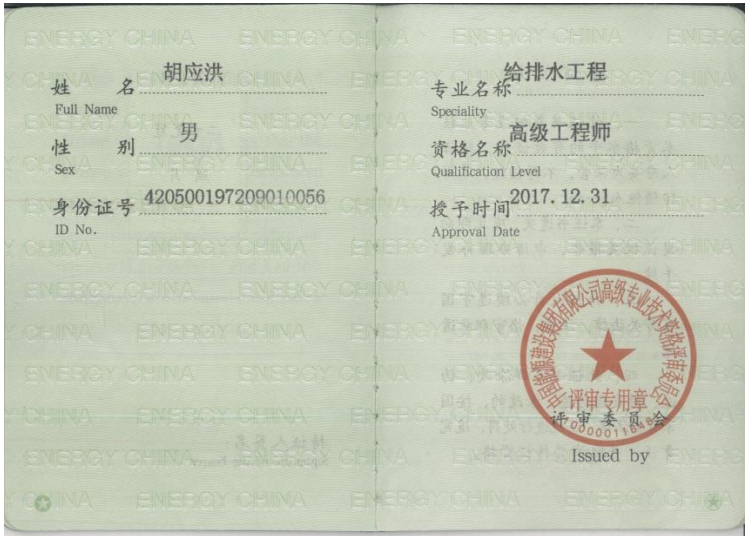 姓 名 胡应洪
Full Name
性 别 男
Sex
身份证号 420500197209010056
ID No.
专业名称 给排水工程
Speciality
资格名称 高级工程师
Qualification Level
授予时间 2017.12.31
Approval Date
中国能源建设集团有限公司高级专业技术资格评审委员会
评审专用章
评审委员会
Issued by
ENERGY CHINA